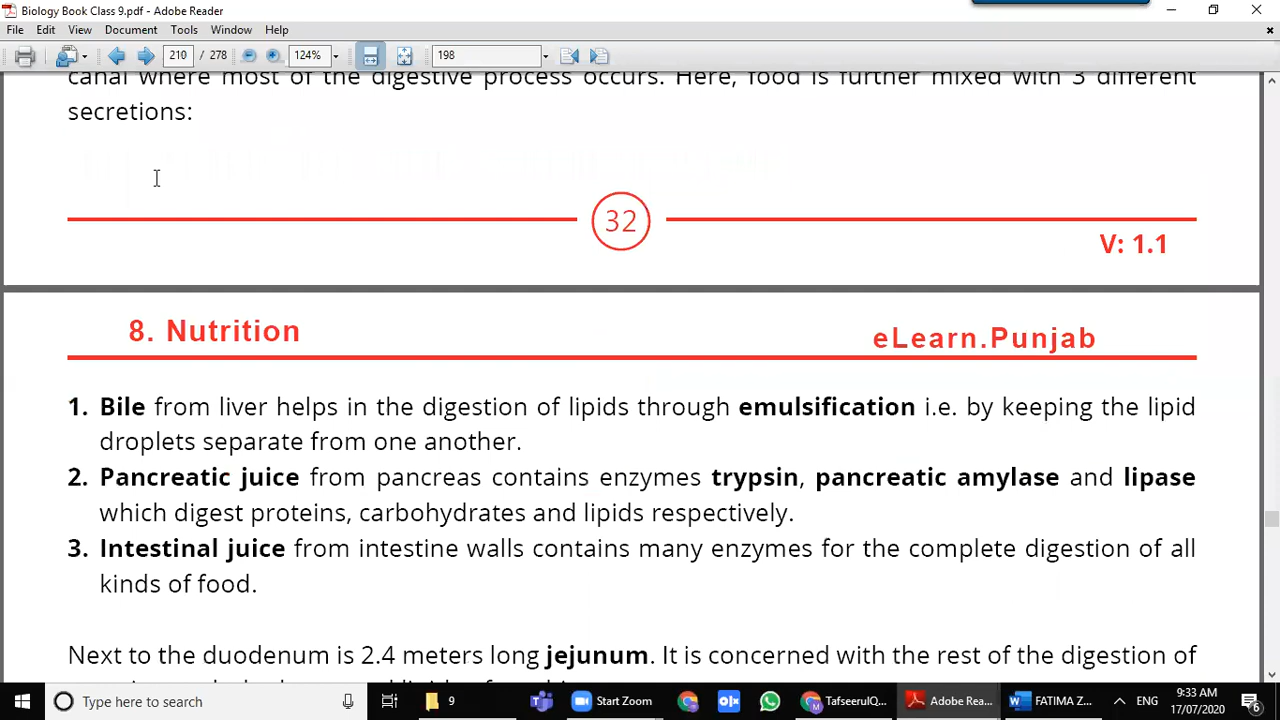 Biology Book Class 9.pdf - Adobe Reader
File Edit View Document Tools Window Help
210 / 278 124% 198
canal where most of the digestive process occurs. Here, food is further mixed with 3 different
secretions:
32
V: 1.1
8. Nutrition
eLearn.Punjab
1. Bile from liver helps in the digestion of lipids through emulsification i.e. by keeping the lipid
droplets separate from one another.
2. Pancreatic juice from pancreas contains enzymes trypsin, pancreatic amylase and lipase
which digest proteins, carbohydrates and lipids respectively.
3. Intestinal juice from intestine walls contains many enzymes for the complete digestion of all
kinds of food.
Next to the duodenum is 2.4 meters long jejunum. It is concerned with the rest of the digestion of
Type here to search
9
Start Zoom
TafseerulQ...
Adobe Rea...
FATIMA Z...
ENG
9:33 AM
17/07/2020
6